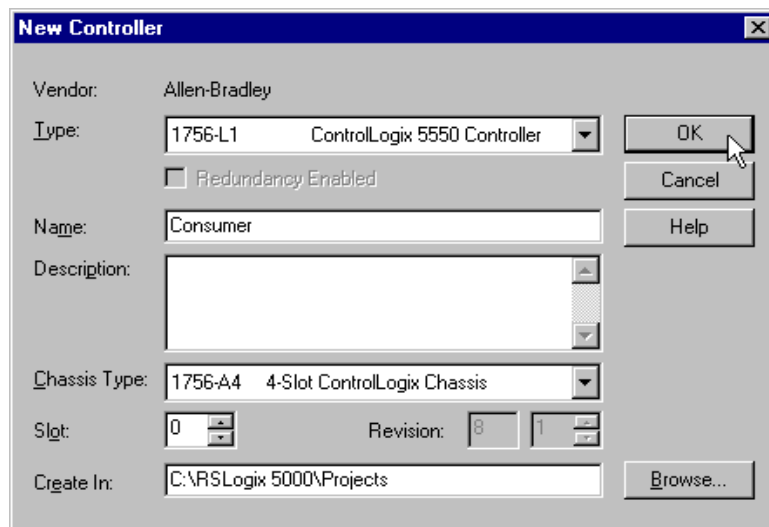 New Controller
Vendor: Allen-Bradley
Type: 1756-L1 ControlLogix 5550 Controller OK
Redundancy Enabled Cancel
Name: Consumer Help
Description:
Chassis Type: 1756-A4 4-Slot ControlLogix Chassis
Slot: 0 Revision: 8 1
Create In: C:\RSLogix 5000\Projects Browse...